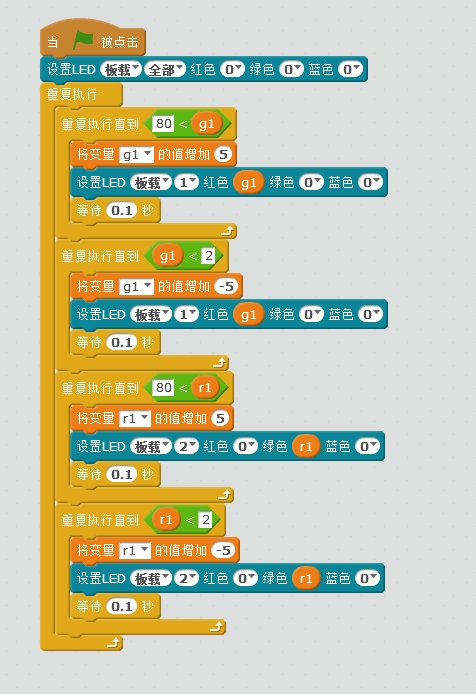 当 被点击
设置LED 板载 全部 红色 0 绿色 0 蓝色 0
重复执行
重复执行直到 80 < g1
将变量 g1 的值增加 5
设置LED 板载 1 红色 g1 绿色 0 蓝色 0
等待 0.1 秒
重复执行直到 g1 < 2
将变量 g1 的值增加 -5
设置LED 板载 1 红色 g1 绿色 0 蓝色 0
等待 0.1 秒
重复执行直到 80 < r1
将变量 r1 的值增加 5
设置LED 板载 2 红色 0 绿色 r1 蓝色 0
等待 0.1 秒
重复执行直到 r1 < 2
将变量 r1 的值增加 -5
设置LED 板载 2 红色 0 绿色 r1 蓝色 0
等待 0.1 秒